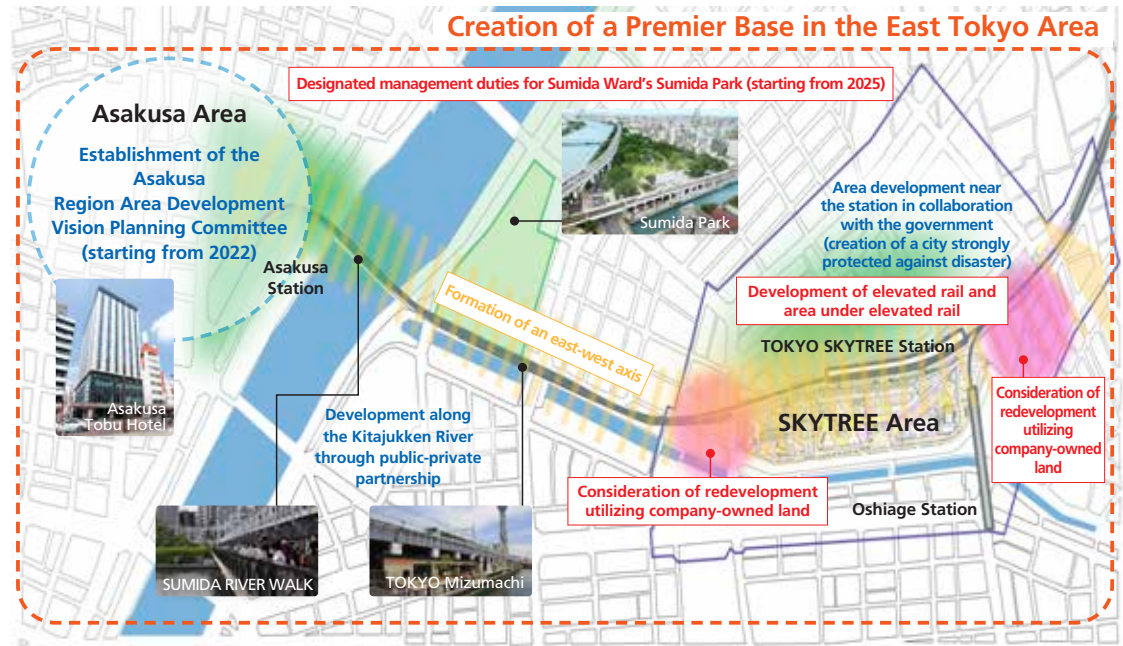 Creation of a Premier Base in the East Tokyo Area
Designated management duties for Sumida Ward's Sumida Park (starting from 2025)
Asakusa Area
Establishment of the
Asakusa
Region Area Development
Vision Planning Committee
(starting from 2022)
Asakusa
Station
Asakusa
Tobu Hotel
Sumida Park
Area development near
the station in collaboration
with the government
(creation of a city strongly
protected against disaster)
Development of elevated rail and
area under elevated rail
Formation of an east-west axis
TOKYO SKYTREE Station
SKYTREE Area
Consideration of
redevelopment
utilizing
company-owned
land
Development along
the Kitajukken River
through public-private
partnership
Consideration of redevelopment
utilizing company-owned land
Oshiage Station
SUMIDA RIVER WALK
TOKYO Mizumachi